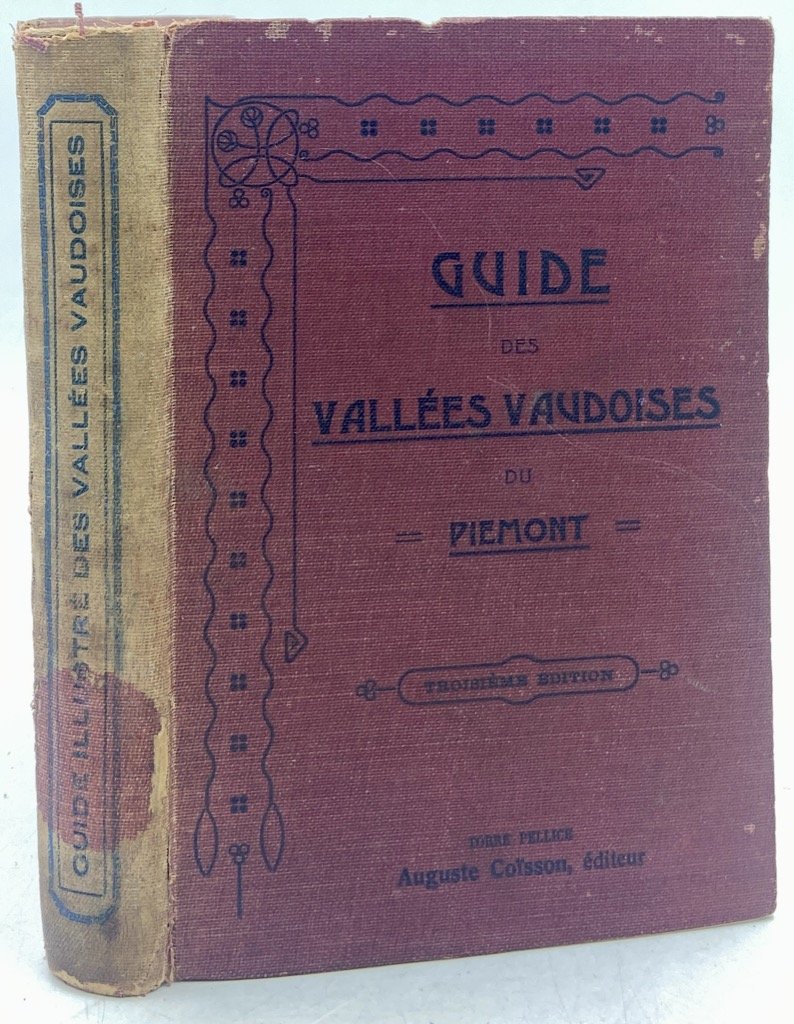 GUIDE ILLUSTRÉ DES VALLÉES VAUDOISES
GUIDE
DES
VALLÉES VAUDOISES
DU
PIEMONT
TROISIÈME ÉDITION
TORRE PELLICE
Auguste Coïsson, éditeur